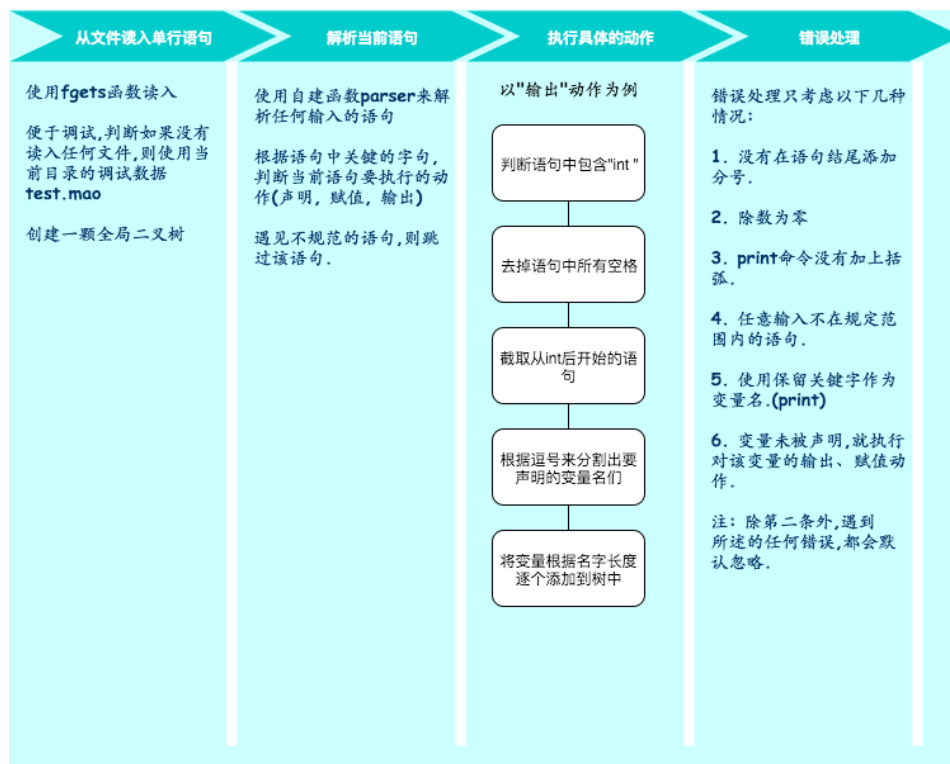 从文件读入单行语句
解析当前语句
执行具体的动作
错误处理
使用fgets函数读入
便于调试,判断如果没有
读入任何文件,则使用当
前目录的调试数据
test.mao
创建一颗全局二叉树
使用自建函数parser来解
析任何输入的语句
根据语句中关键的字句,
判断当前语句要执行的动
作(声明, 赋值, 输出)
遇见不规范的语句,则跳
过该语句.
以"输出"动作为例
判断语句中包含"int "
去掉语句中所有空格
截取从int后开始的语
句
根据逗号来分割出要
声明的变量名们
将变量根据名字长度
逐个添加到树中
错误处理只考虑以下几种
情况:
1. 没有在语句结尾添加
分号.
2. 除数为零
3. print命令没有加上括
弧.
4. 任意输入不在规定范
围内的语句.
5. 使用保留关键字作为
变量名.(print)
6. 变量未被声明,就执行
对该变量的输出、赋值动
作.
注: 除第二条外,遇到
所述的任何错误,都会默
认忽略.